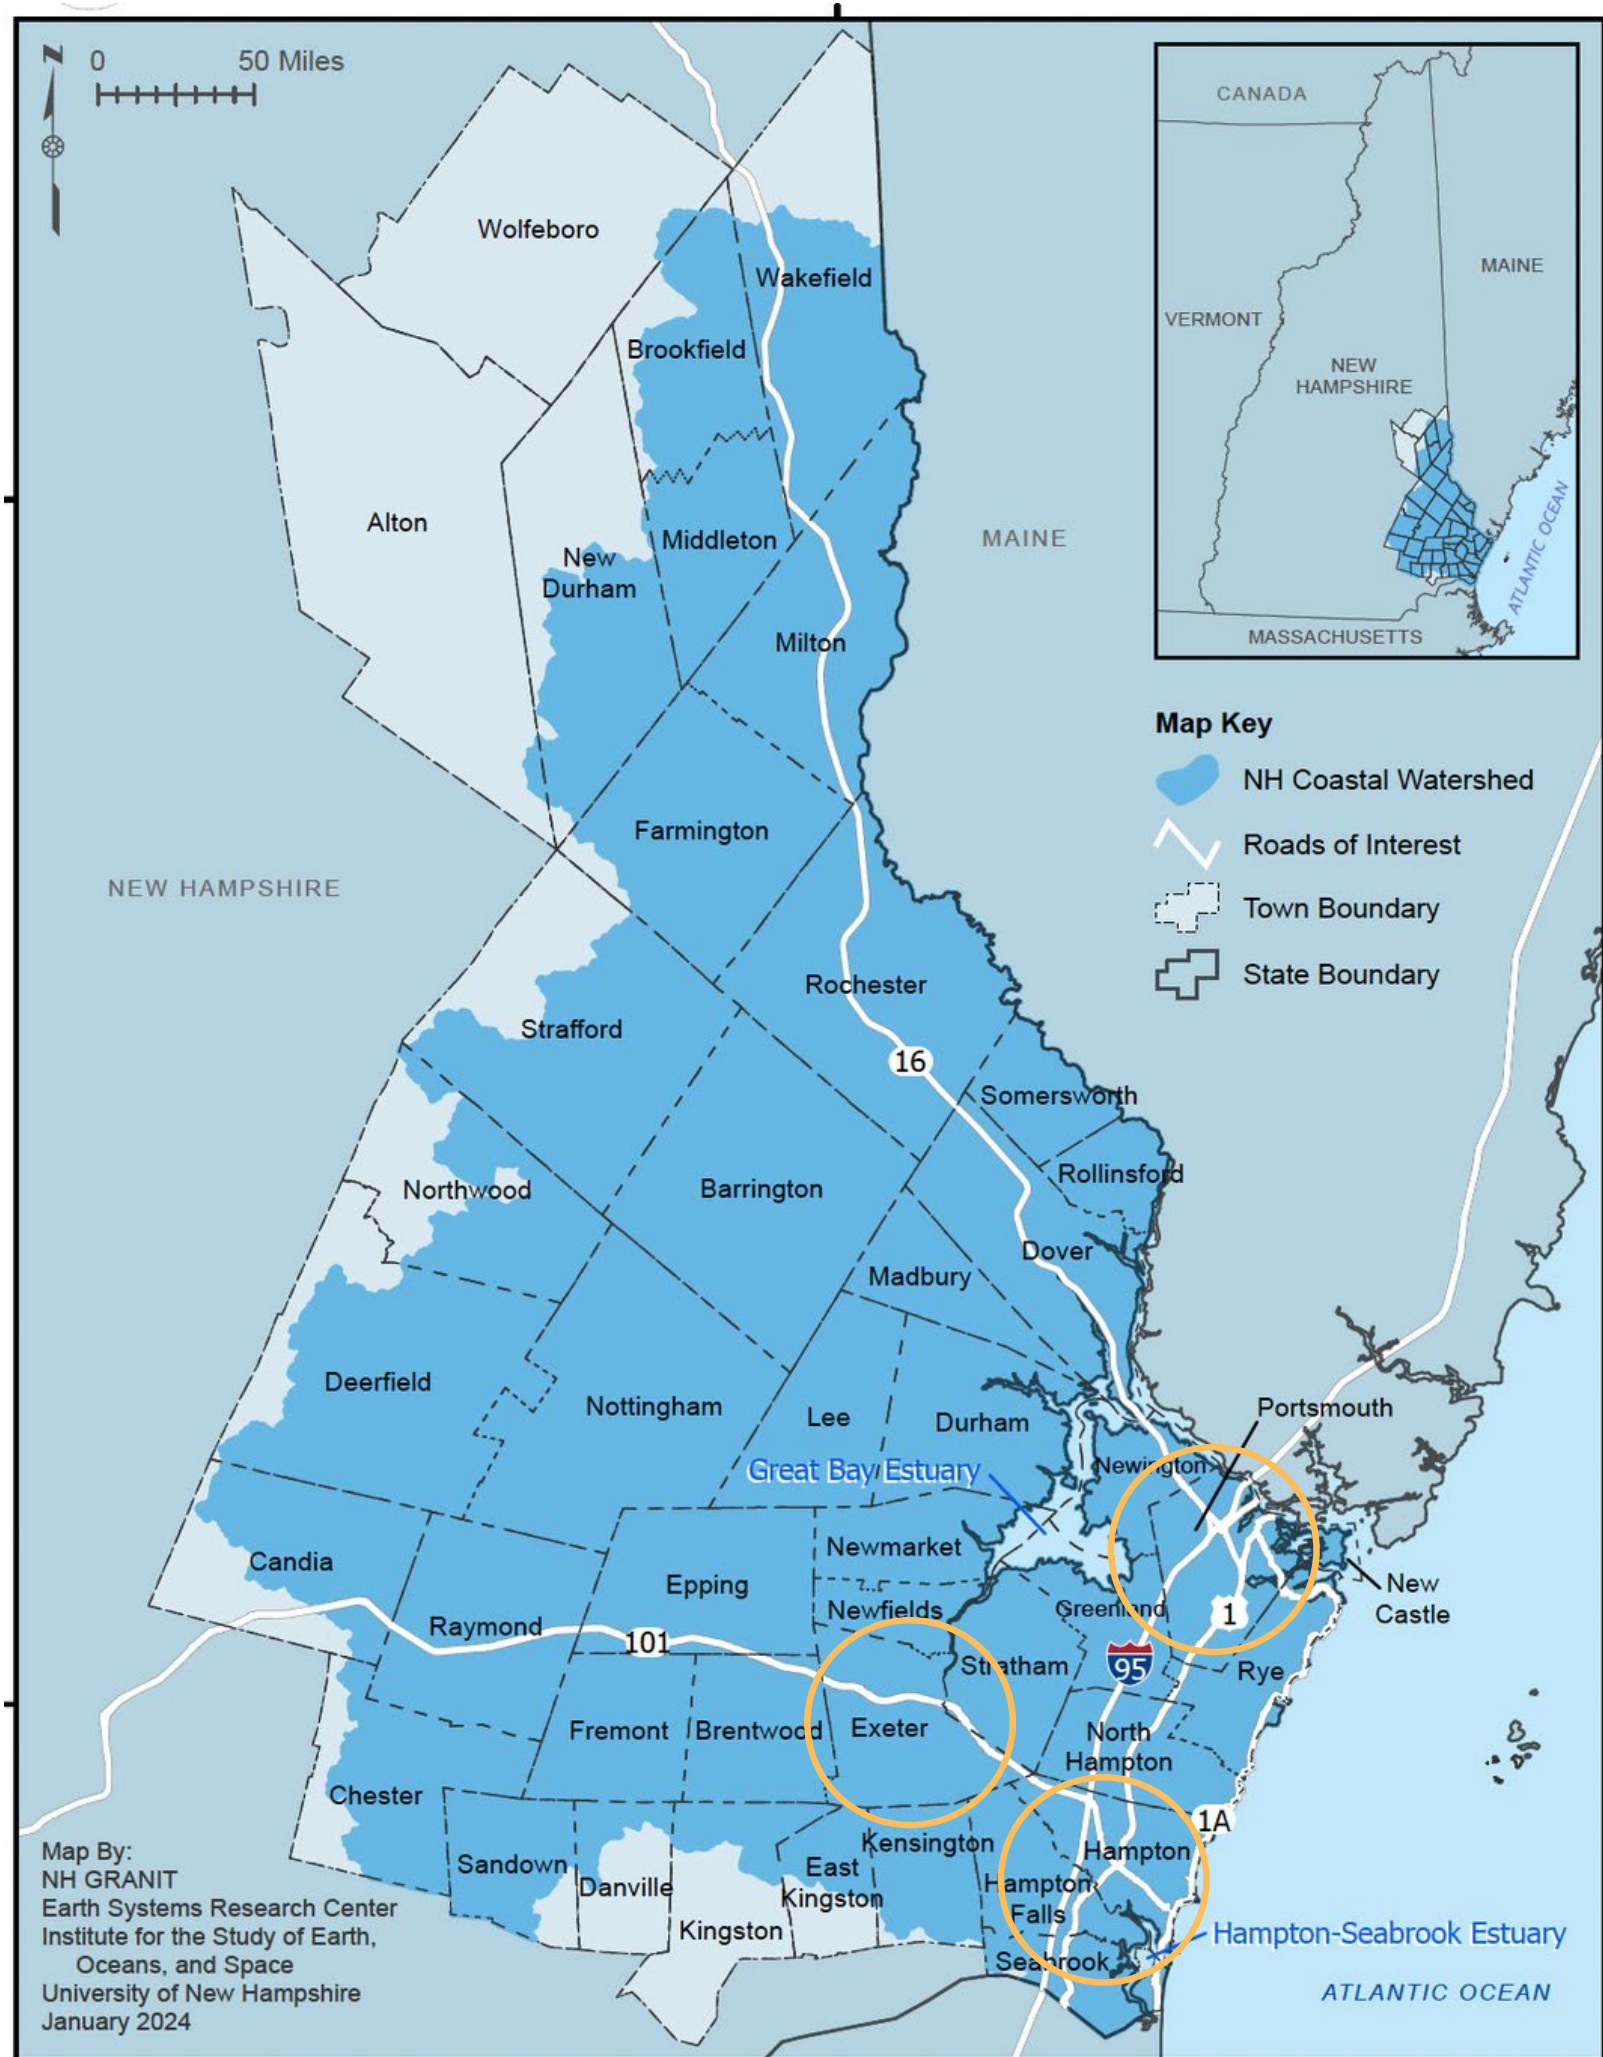 N
0 50 Miles
CANADA
MAINE
VERMONT
NEW
HAMPSHIRE
ATLANTIC OCEAN
MASSACHUSETTS
Wolfeboro
Wakefield
Brookfield
Alton
MAINE
Middleton
New
Durham
Milton
Map Key
NH Coastal Watershed
Roads of Interest
Town Boundary
State Boundary
Farmington
NEW HAMPSHIRE
Rochester
Strafford
16
Somersworth
Rollinsford
Northwood
Barrington
Dover
Madbury
Deerfield
Nottingham
Lee
Durham
Portsmouth
Great Bay Estuary
Newington
Newmarket
Candia
Epping
New
Castle
Newfields
Greenland
1
Raymond
101
Stratham
95
Rye
Fremont
Brentwood
Exeter
North
Hampton
Chester
1A
Kensington
Hampton
Sandown
Danville
East
Kingston
Hampton
Falls
Kingston
Hampton-Seabrook Estuary
Seabrook
ATLANTIC OCEAN
Map By:
NH GRANIT
Earth Systems Research Center
Institute for the Study of Earth,
Oceans, and Space
University of New Hampshire
January 2024